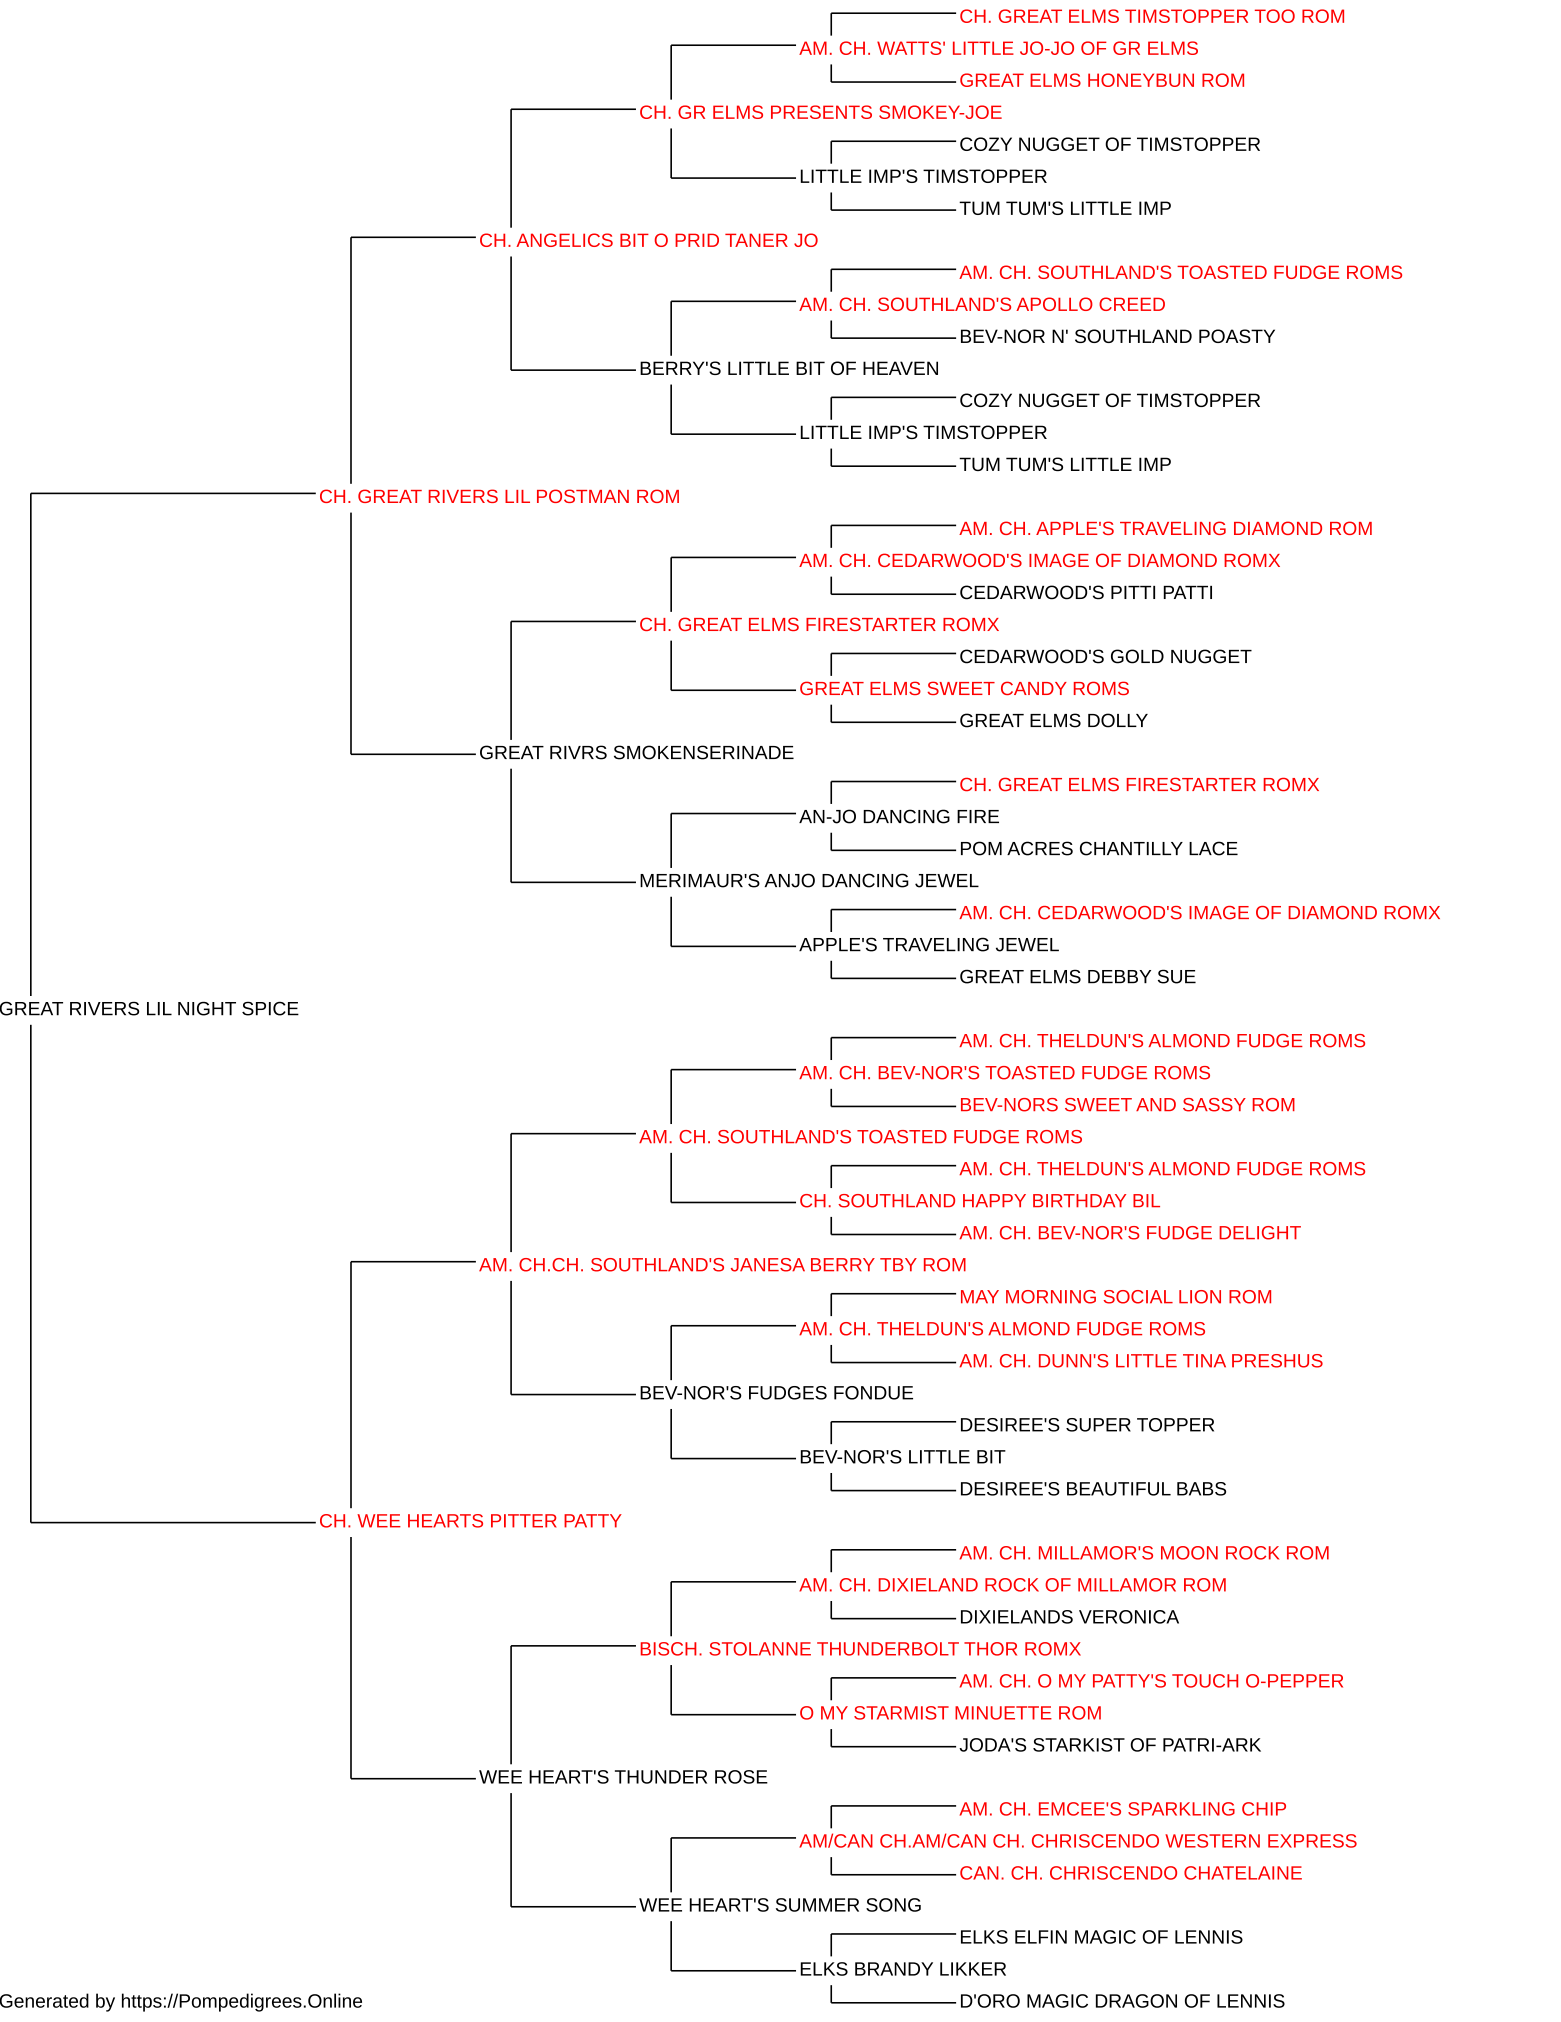 CH. GREAT ELMS TIMSTOPPER TOO ROM
AM. CH. WATTS' LITTLE JO-JO OF GR ELMS
GREAT ELMS HONEYBUN ROM
CH. GR ELMS PRESENTS SMOKEY-JOE
COZY NUGGET OF TIMSTOPPER
LITTLE IMP'S TIMSTOPPER
TUM TUM'S LITTLE IMP
CH. ANGELICS BIT O PRID TANER JO
AM. CH. SOUTHLAND'S TOASTED FUDGE ROMS
AM. CH. SOUTHLAND'S APOLLO CREED
BEV-NOR N' SOUTHLAND POASTY
BERRY'S LITTLE BIT OF HEAVEN
COZY NUGGET OF TIMSTOPPER
LITTLE IMP'S TIMSTOPPER
TUM TUM'S LITTLE IMP
CH. GREAT RIVERS LIL POSTMAN ROM
AM. CH. APPLE'S TRAVELING DIAMOND ROM
AM. CH. CEDARWOOD'S IMAGE OF DIAMOND ROMX
CEDARWOOD'S PITTI PATTI
CH. GREAT ELMS FIRESTARTER ROMX
CEDARWOOD'S GOLD NUGGET
GREAT ELMS SWEET CANDY ROMS
GREAT ELMS DOLLY
GREAT RIVRS SMOKENSERINADE
CH. GREAT ELMS FIRESTARTER ROMX
AN-JO DANCING FIRE
POM ACRES CHANTILLY LACE
MERIMAUR'S ANJO DANCING JEWEL
AM. CH. CEDARWOOD'S IMAGE OF DIAMOND ROMX
APPLE'S TRAVELING JEWEL
GREAT ELMS DEBBY SUE
GREAT RIVERS LIL NIGHT SPICE
AM. CH. THELDUN'S ALMOND FUDGE ROMS
AM. CH. BEV-NOR'S TOASTED FUDGE ROMS
BEV-NORS SWEET AND SASSY ROM
AM. CH. SOUTHLAND'S TOASTED FUDGE ROMS
AM. CH. THELDUN'S ALMOND FUDGE ROMS
CH. SOUTHLAND HAPPY BIRTHDAY BIL
AM. CH. BEV-NOR'S FUDGE DELIGHT
AM. CH.CH. SOUTHLAND'S JANESA BERRY TBY ROM
MAY MORNING SOCIAL LION ROM
AM. CH. THELDUN'S ALMOND FUDGE ROMS
AM. CH. DUNN'S LITTLE TINA PRESHUS
BEV-NOR'S FUDGES FONDUE
DESIREE'S SUPER TOPPER
BEV-NOR'S LITTLE BIT
DESIREE'S BEAUTIFUL BABS
CH. WEE HEARTS PITTER PATTY
AM. CH. MILLAMOR'S MOON ROCK ROM
AM. CH. DIXIELAND ROCK OF MILLAMOR ROM
DIXIELANDS VERONICA
BISCH. STOLANNE THUNDERBOLT THOR ROMX
AM. CH. O MY PATTY'S TOUCH O-PEPPER
O MY STARMIST MINUETTE ROM
JODA'S STARKIST OF PATRI-ARK
WEE HEART'S THUNDER ROSE
AM. CH. EMCEE'S SPARKLING CHIP
AM/CAN CH.AM/CAN CH. CHRISCENDO WESTERN EXPRESS
CAN. CH. CHRISCENDO CHATELAINE
WEE HEART'S SUMMER SONG
ELKS ELFIN MAGIC OF LENNIS
ELKS BRANDY LIKKER
D'ORO MAGIC DRAGON OF LENNIS
Generated by https://Pompedigrees.Online